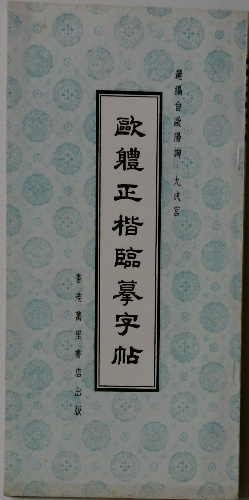 選編自歐陽詢 九成宮
歐體正楷臨摹字帖
香港萬里書店出版